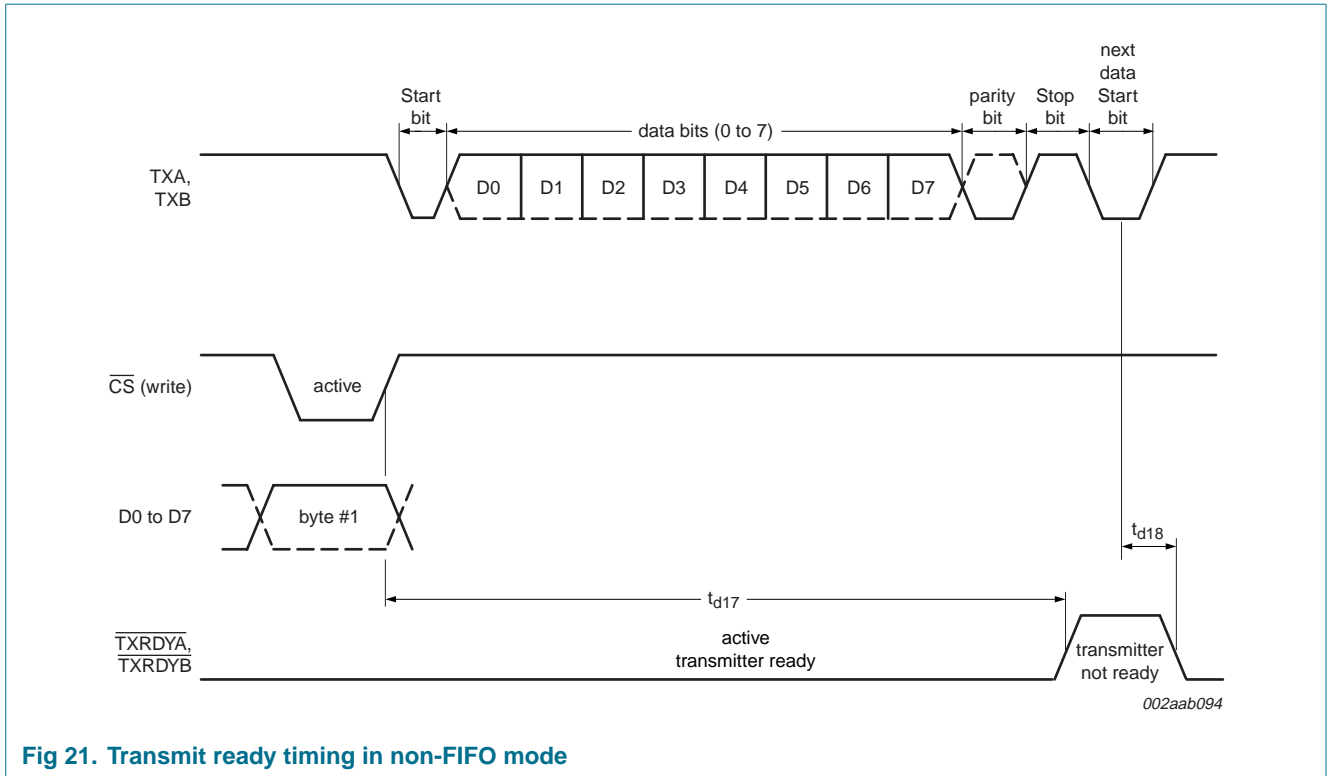 next
data
Start
bit
Start
bit
parity
bit
Stop
bit
data bits (0 to 7)
TXA,
TXB
D0 D1 D2 D3 D4 D5 D6 D7
CS (write)
active
D0 to D7
byte #1
td18
td17
TXRDYA,
TXRDYB
active
transmitter ready
transmitter
not ready
002aab094
Fig 21. Transmit ready timing in non-FIFO mode